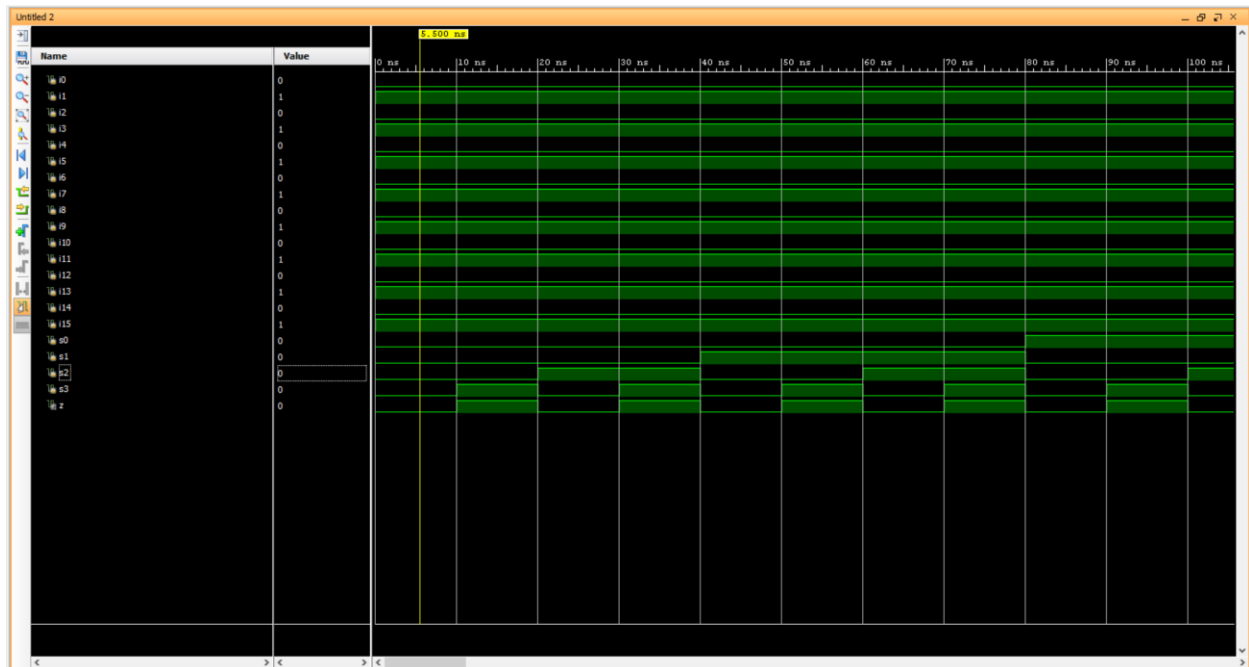 Untitled 2
5.500 ns
Name Value
0 ns 10 ns 20 ns 30 ns 40 ns 50 ns 60 ns 70 ns 80 ns 90 ns 100 ns
i0 0
i1 1
i2 0
i3 1
i4 0
i5 1
i6 0
i7 1
i8 0
i9 1
i10 0
i11 1
i12 0
i13 1
i14 0
i15 1
s0 0
s1 0
s2 0
s3 0
z 0